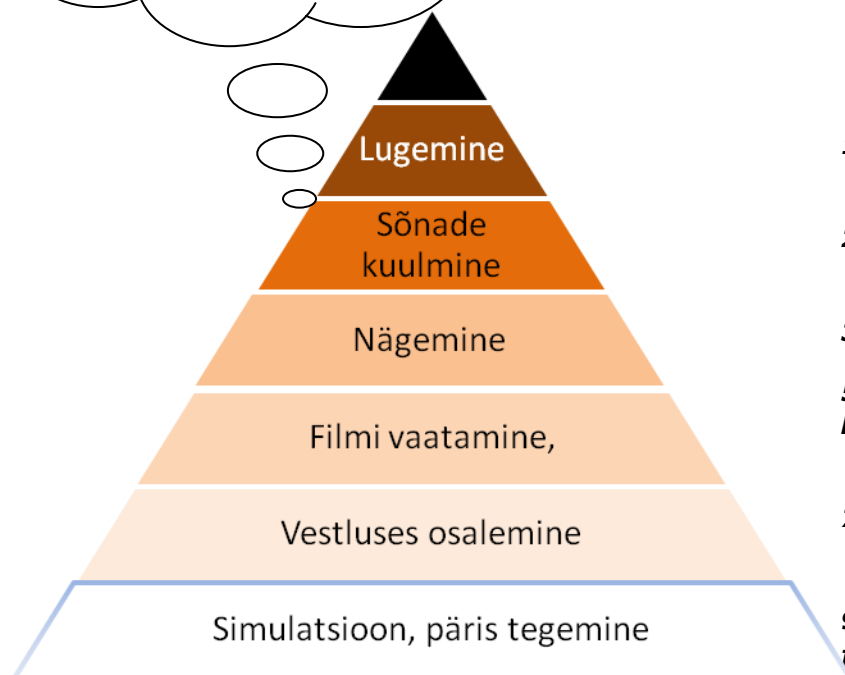 Lugemine
Sõnade
kuulmine
Nägemine
Filmi vaatamine,
Vestluses osalemine
Simulatsioon, päris tegemine